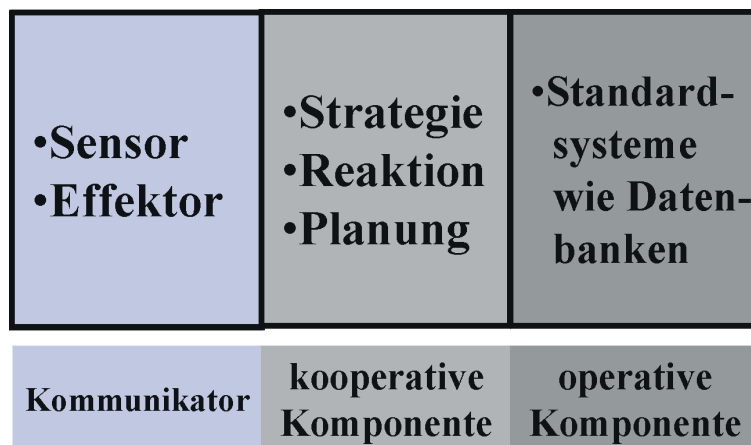 •Sensor
•Effektor
•Strategie
•Reaktion
•Planung
•Standard-
systeme
wie Daten-
banken
Kommunikator
kooperative
Komponente
operative
Komponente